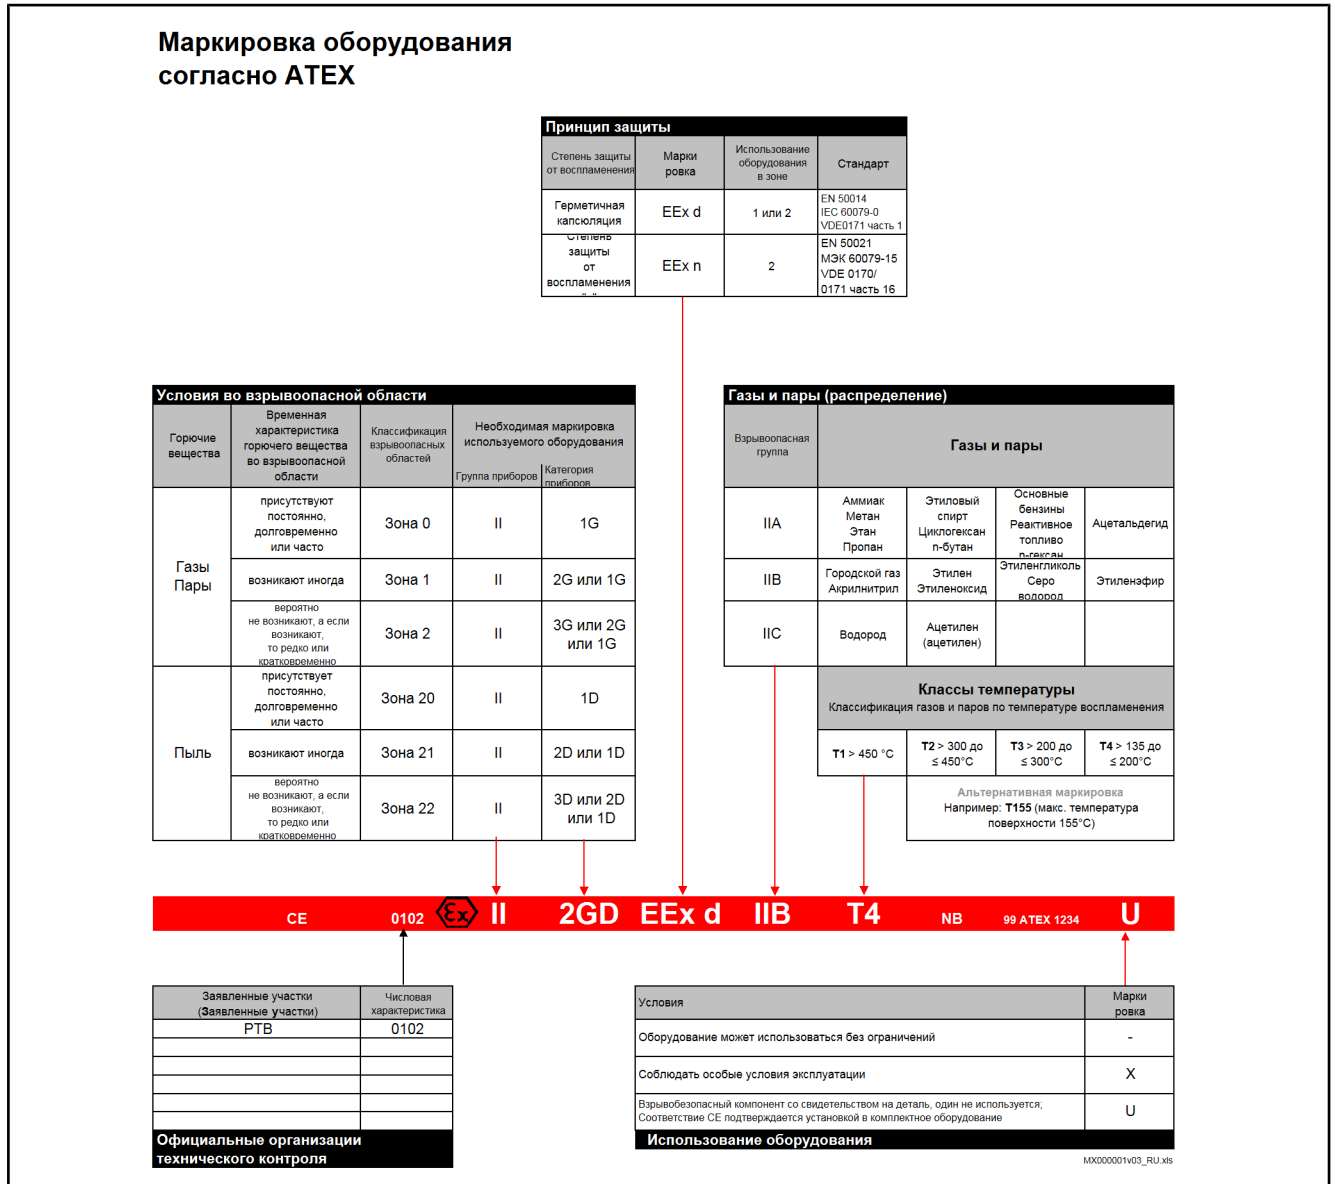 Маркировка оборудования
согласно ATEX
Принцип защиты
Степень защиты
от воспламенения
Марки
ровка
Использование
оборудования
в зоне
Стандарт
Герметичная
капсюляция
EEx d
1 или 2
EN 50014
IEC 60079-0
VDE0171 часть 1
Степень
защиты
от
воспламенения
EEx n
2
EN 50021
МЭК 60079-15
VDE 0170/
0171 часть 16
Условия во взрывоопасной области
Горючие
вещества
Временная
характеристика
горючего вещества
во взрывоопасной
области
Классификация
взрывоопасных
областей
Необходимая маркировка
используемого оборудования
Группа приборов
Категория
приборов
Газы
Пары
присутствуют
постоянно,
долговременно
или часто
Зона 0
II
1G
возникают иногда
Зона 1
II
2G или 1G
вероятно
не возникают, а если
возникают,
то редко или
кратковременно
Зона 2
II
3G или 2G
или 1G
Пыль
присутствует
постоянно,
долговременно
или часто
Зона 20
II
1D
возникают иногда
Зона 21
II
2D или 1D
вероятно
не возникают, а если
возникают,
то редко или
кратковременно
Зона 22
II
3D или 2D
или 1D
Газы и пары (распределение)
Взрывоопасная
группа
Газы и пары
IIA
Аммиак
Метан
Этан
Пропан
Этиловый
спирт
Циклогексан
n-бутан
Основные
бензины
Реактивное
топливо
n-гексан
Ацетальдегид
IIB
Городской газ
Акрилнитрил
Этилен
Этиленоксид
Этиленгликоль
Серо
водород
Этиленэфир
IIC
Водород
Ацетилен
(ацетилен)
Классы температуры
Классификация газов и паров по температуре воспламенения
T1 > 450 °C
T2 > 300 до
≤ 450°C
T3 > 200 до
≤ 300°C
T4 > 135 до
≤ 200°C
Альтернативная маркировка
Например: T155 (макс. температура
поверхности 155°C)
CE 0102 Ex II 2GD EEx d IIB T4 NB 99 ATEX 1234 U
Заявленные участки
(Заявленные участки)
Числовая
характеристика
PTB
0102
Официальные организации
технического контроля
Условия
Марки
ровка
Оборудование может использоваться без ограничений
-
Соблюдать особые условия эксплуатации
X
Взрывобезопасный компонент со свидетельством на деталь, один не используется;
Соответствие CE подтверждается установкой в комплектное оборудование
U
Использование оборудования
MX000001v03_RU.xls